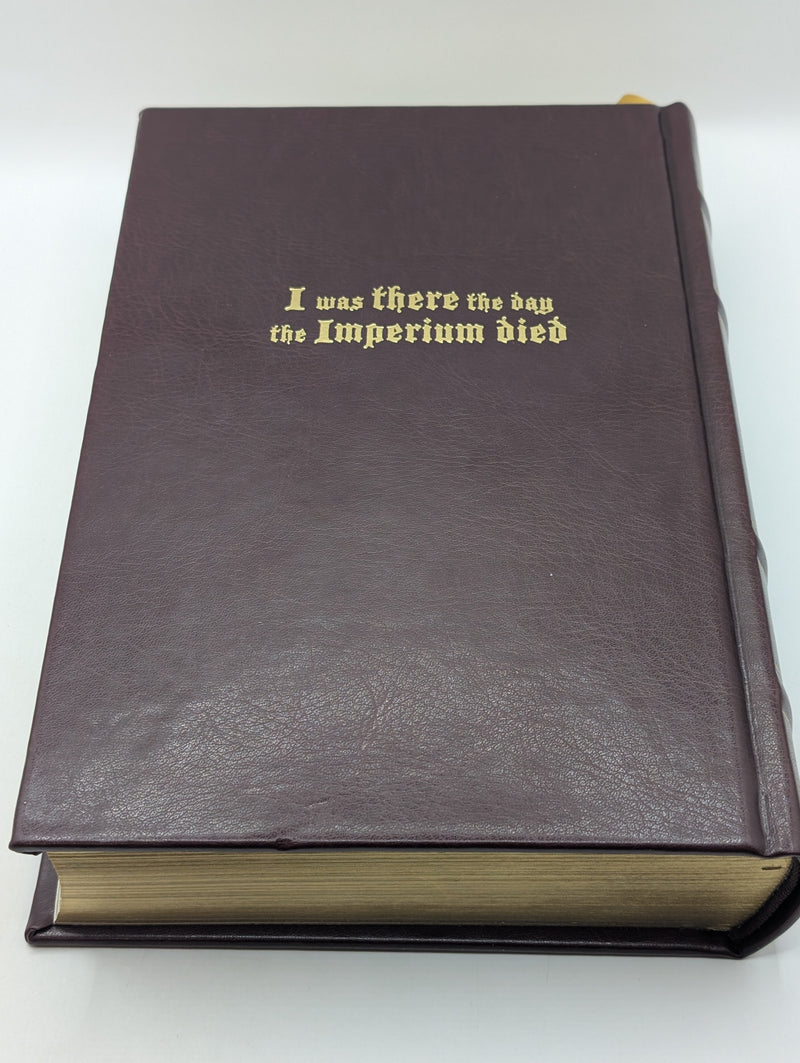 I was there the day
the Imperium died